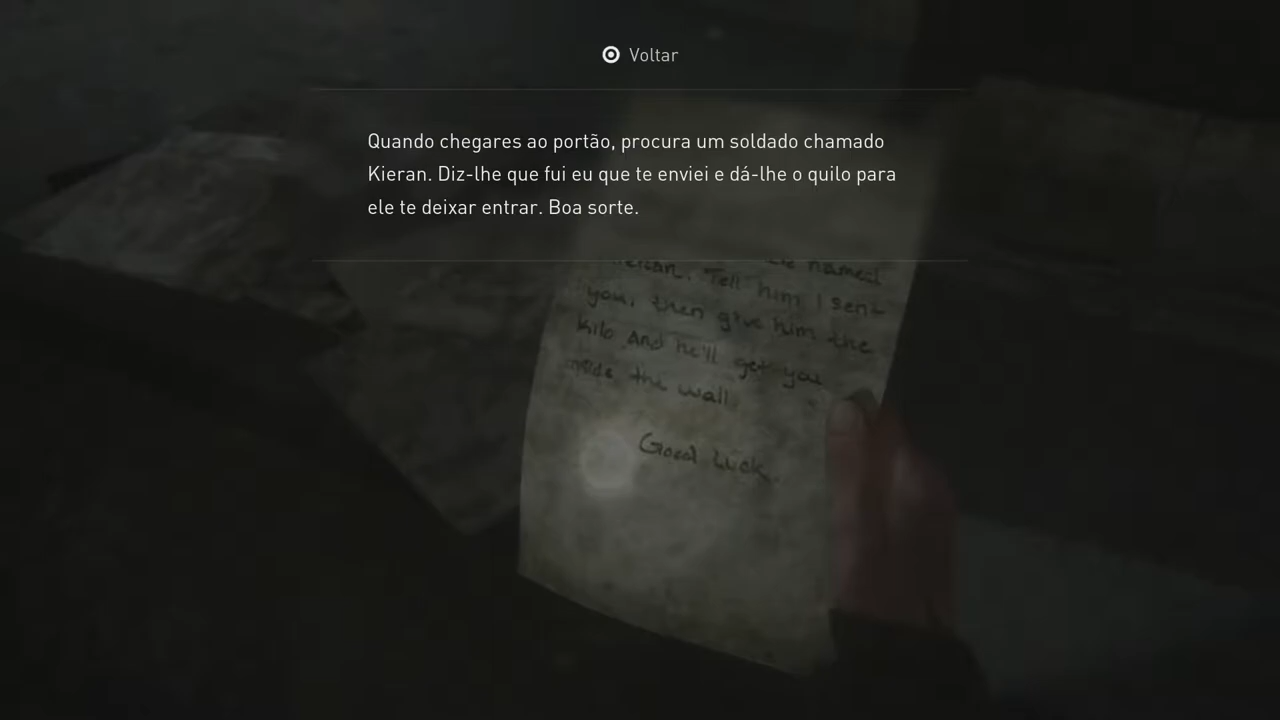 Voltar
Quando chegares ao portão, procura um soldado chamado
Kieran. Diz-lhe que fui eu que te enviei e dá-lhe o quilo para
ele te deixar entrar. Boa sorte.
named
Tell him I sent
you, then give him the
kilo and he'll get you
the wall.
Good Luck.